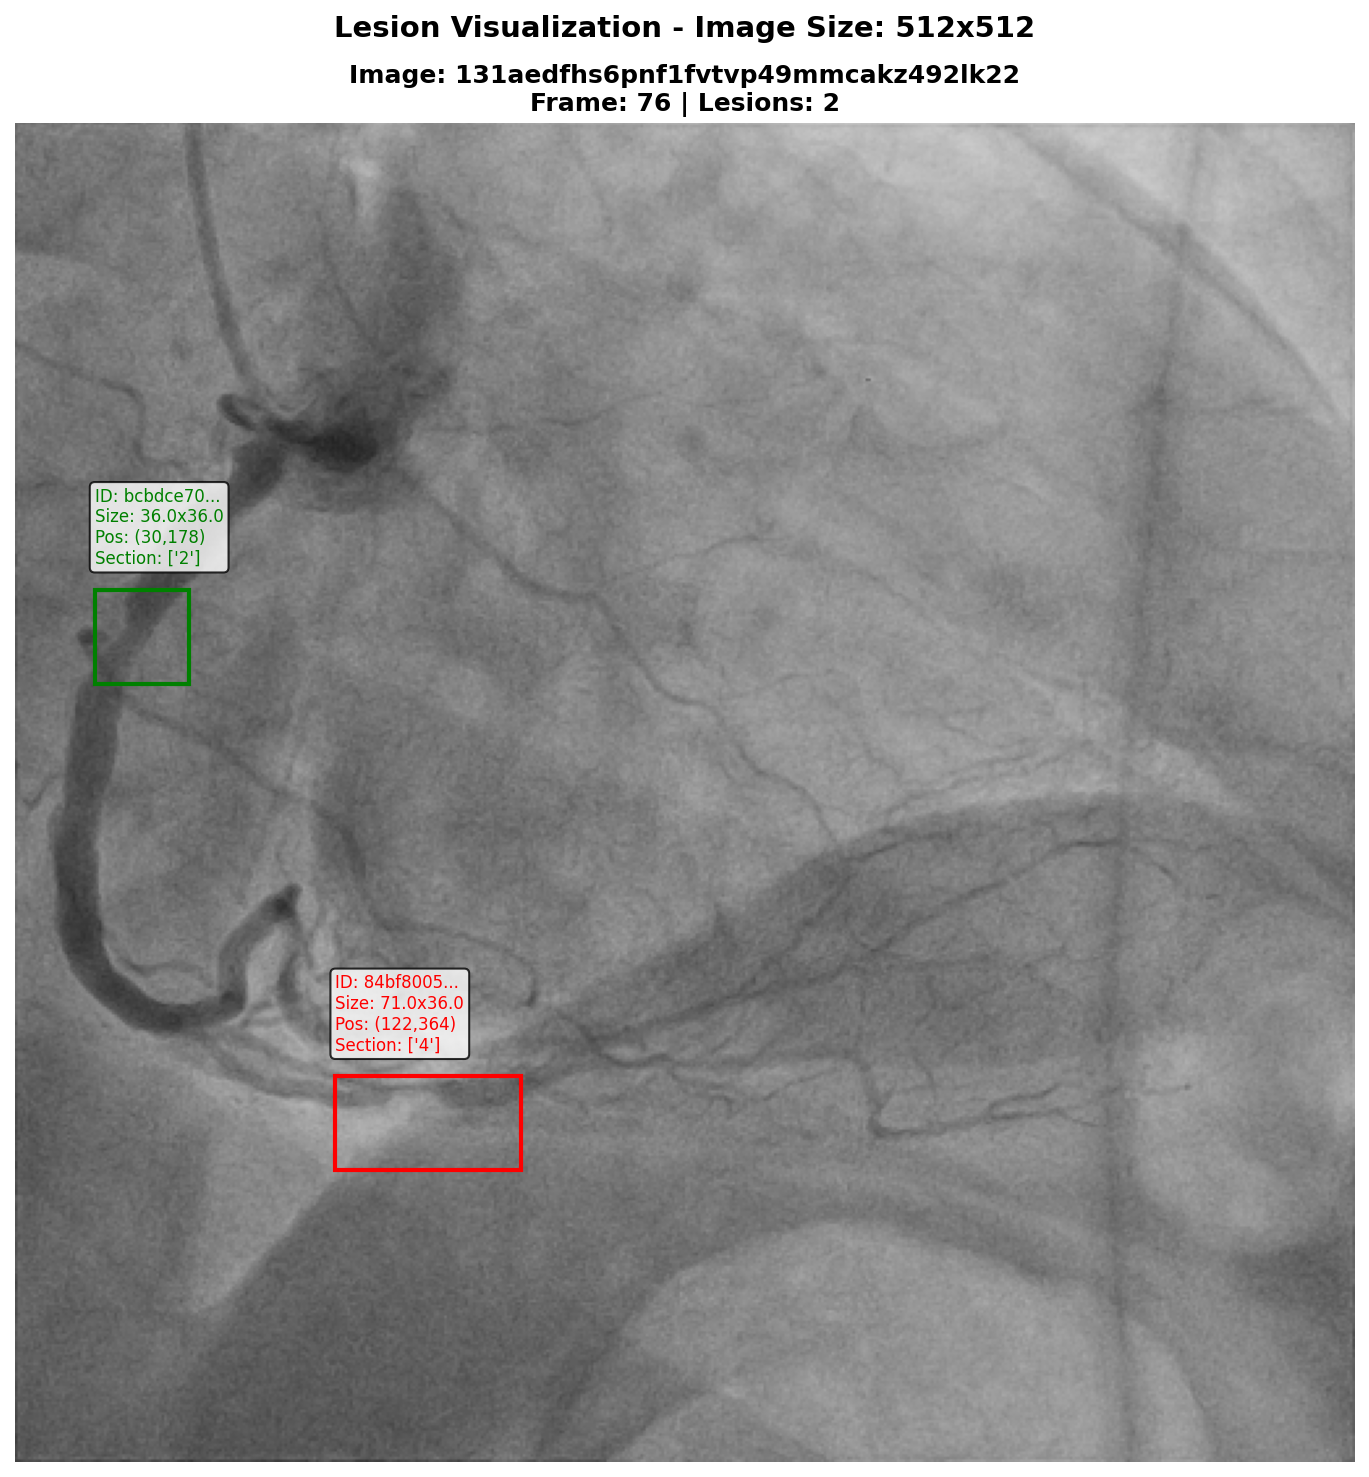 Lesion Visualization - Image Size: 512x512
Image: 131aedfhs6pnf1fvtvp49mmcakz492lk22
Frame: 76 | Lesions: 2
ID: bcbdce70...
Size: 36.0x36.0
Pos: (30,178)
Section: ['2']
ID: 84bf8005...
Size: 71.0x36.0
Pos: (122,364)
Section: ['4']